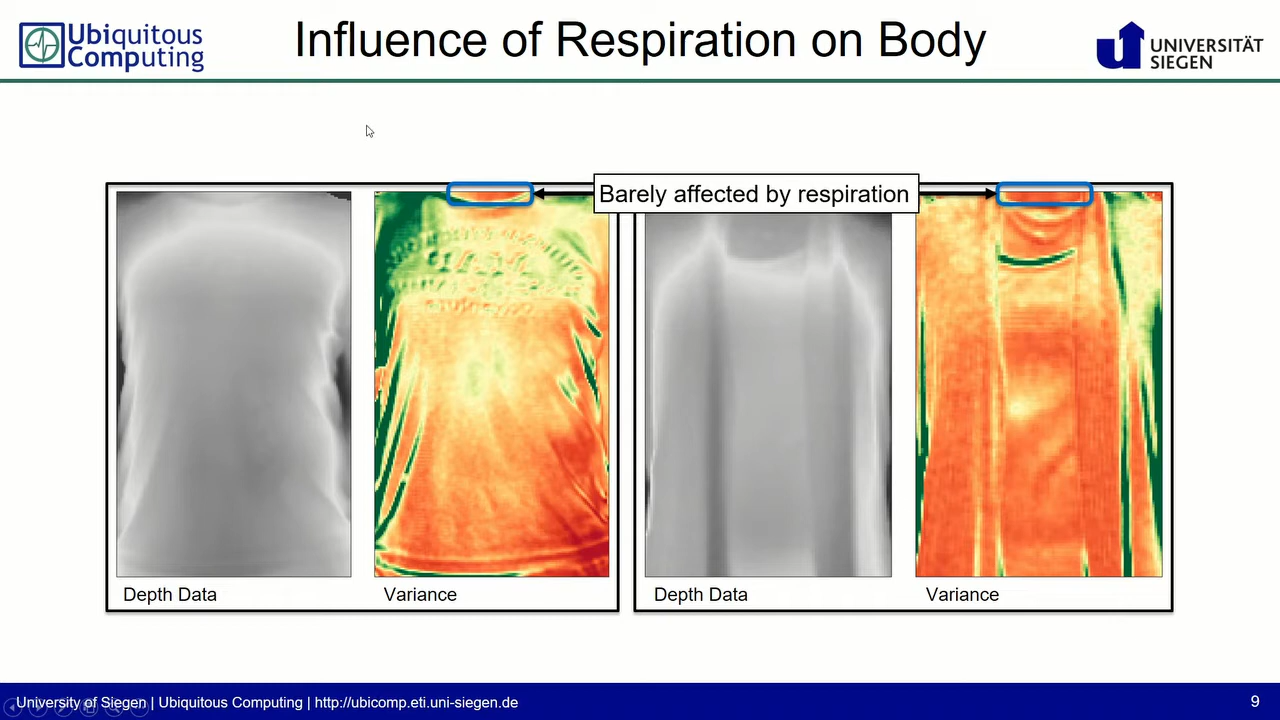 Ubiquitous
Computing
Influence of Respiration on Body
UNIVERSITÄT
SIEGEN
Barely affected by respiration
I AM
Depth Data
Variance
Depth Data
Variance
University of Siegen | Ubiquitous Computing | http://ubicomp.eti.uni-siegen.de
9